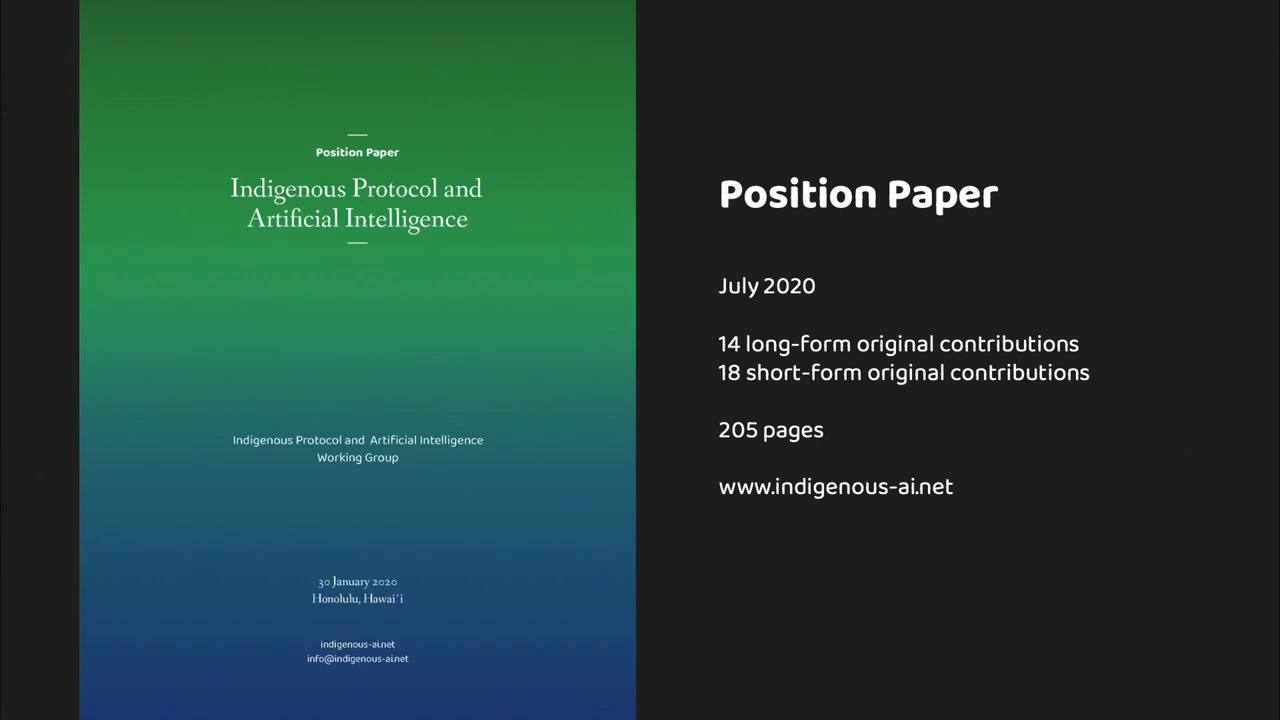 Position Paper
Indigenous Protocol and
Artificial Intelligence
Indigenous Protocol and Artificial Intelligence
Working Group
30 January 2020
Honolulu, Hawaiʻi
indigenous-ai.net
info@indigenous-ai.net
Position Paper
July 2020
14 long-form original contributions
18 short-form original contributions
205 pages
www.indigenous-ai.net